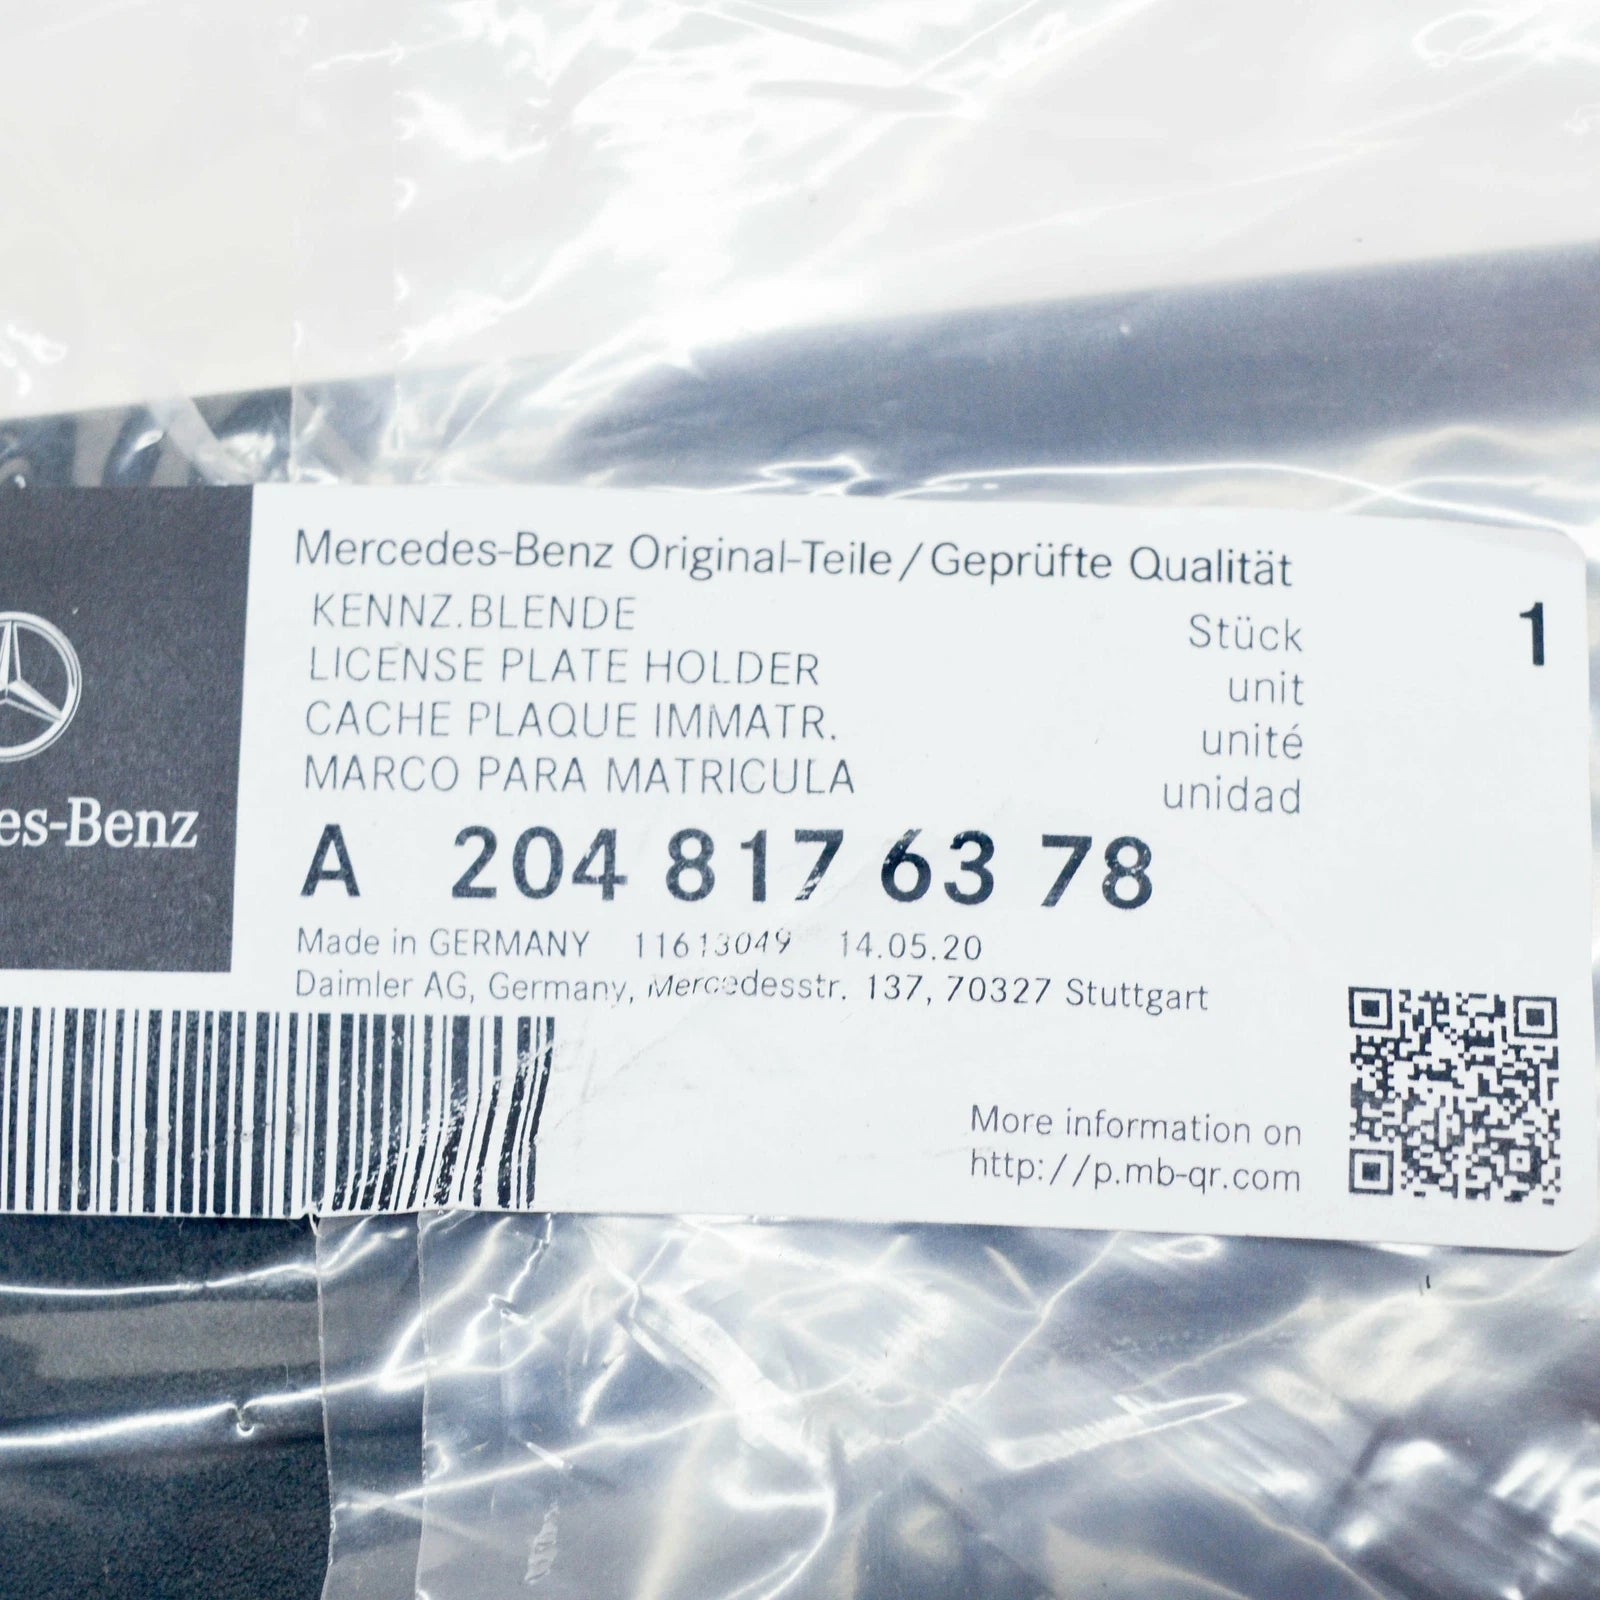 Mercedes-Benz Original-Teile / Geprüfte Qualität
KENNZ.BLENDE Stück 1
LICENSE PLATE HOLDER unit
CACHE PLAQUE IMMATR. unité
MARCO PARA MATRICULA unidad
es-Benz
A 204 817 63 78
Made in GERMANY 11613049 14.05.20
Daimler AG, Germany, Mercedesstr. 137, 70327 Stuttgart
More information on
http://p.mb-qr.com